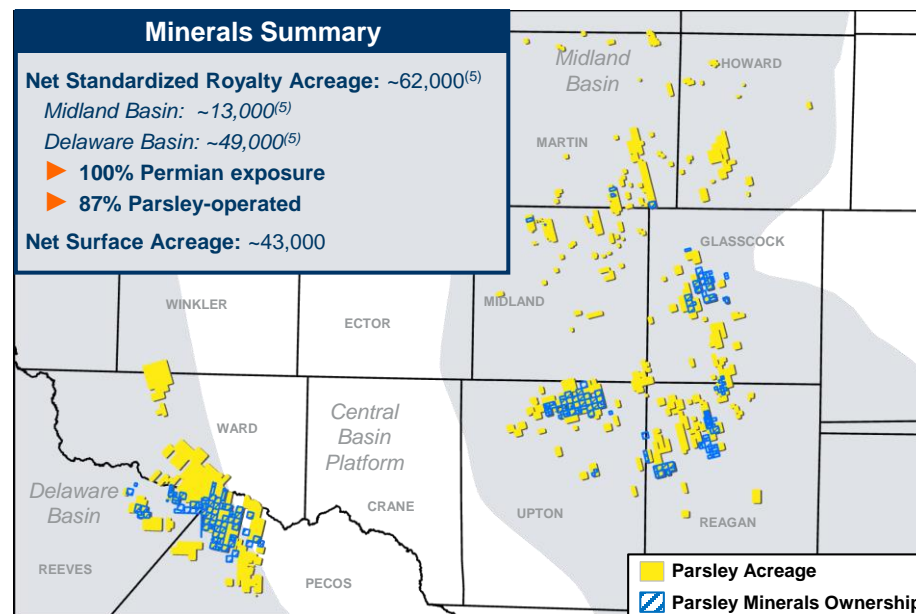 Minerals Summary
Net Standardized Royalty Acreage: ~62,000(5)
Midland Basin: ~13,000(5)
Delaware Basin: ~49,000(5)
100% Permian exposure
87% Parsley-operated
Net Surface Acreage: ~43,000
Midland
Basin
HOWARD
MARTIN
GLASSCOCK
WINKLER
ECTOR
MIDLAND
WARD
Central
Basin
Platform
Delaware
Basin
CRANE
UPTON
REAGAN
REEVES
PECOS
Parsley Acreage
Parsley Minerals Ownership